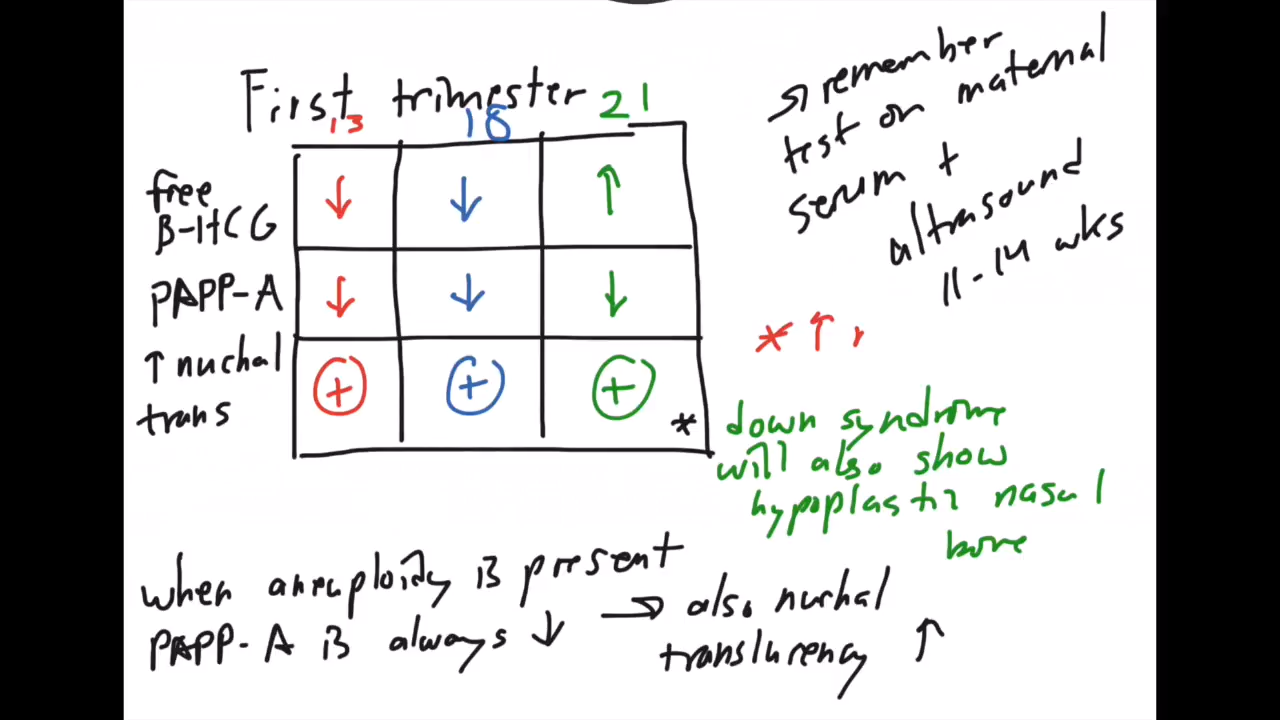 First trimester
13 18 21
free
B-HCG ↓ ↓ ↑
PAPP-A ↓ ↓ ↓
↑ nuchal
trans + + + *
→ remember
test on maternal
serum +
ultrasound
11-14 wks
* ↑
down syndrome
will also show
hypoplastic nasal
bone
when aneuploidy is present
PAPP-A is always ↓
→ also nuchal
translucency ↑